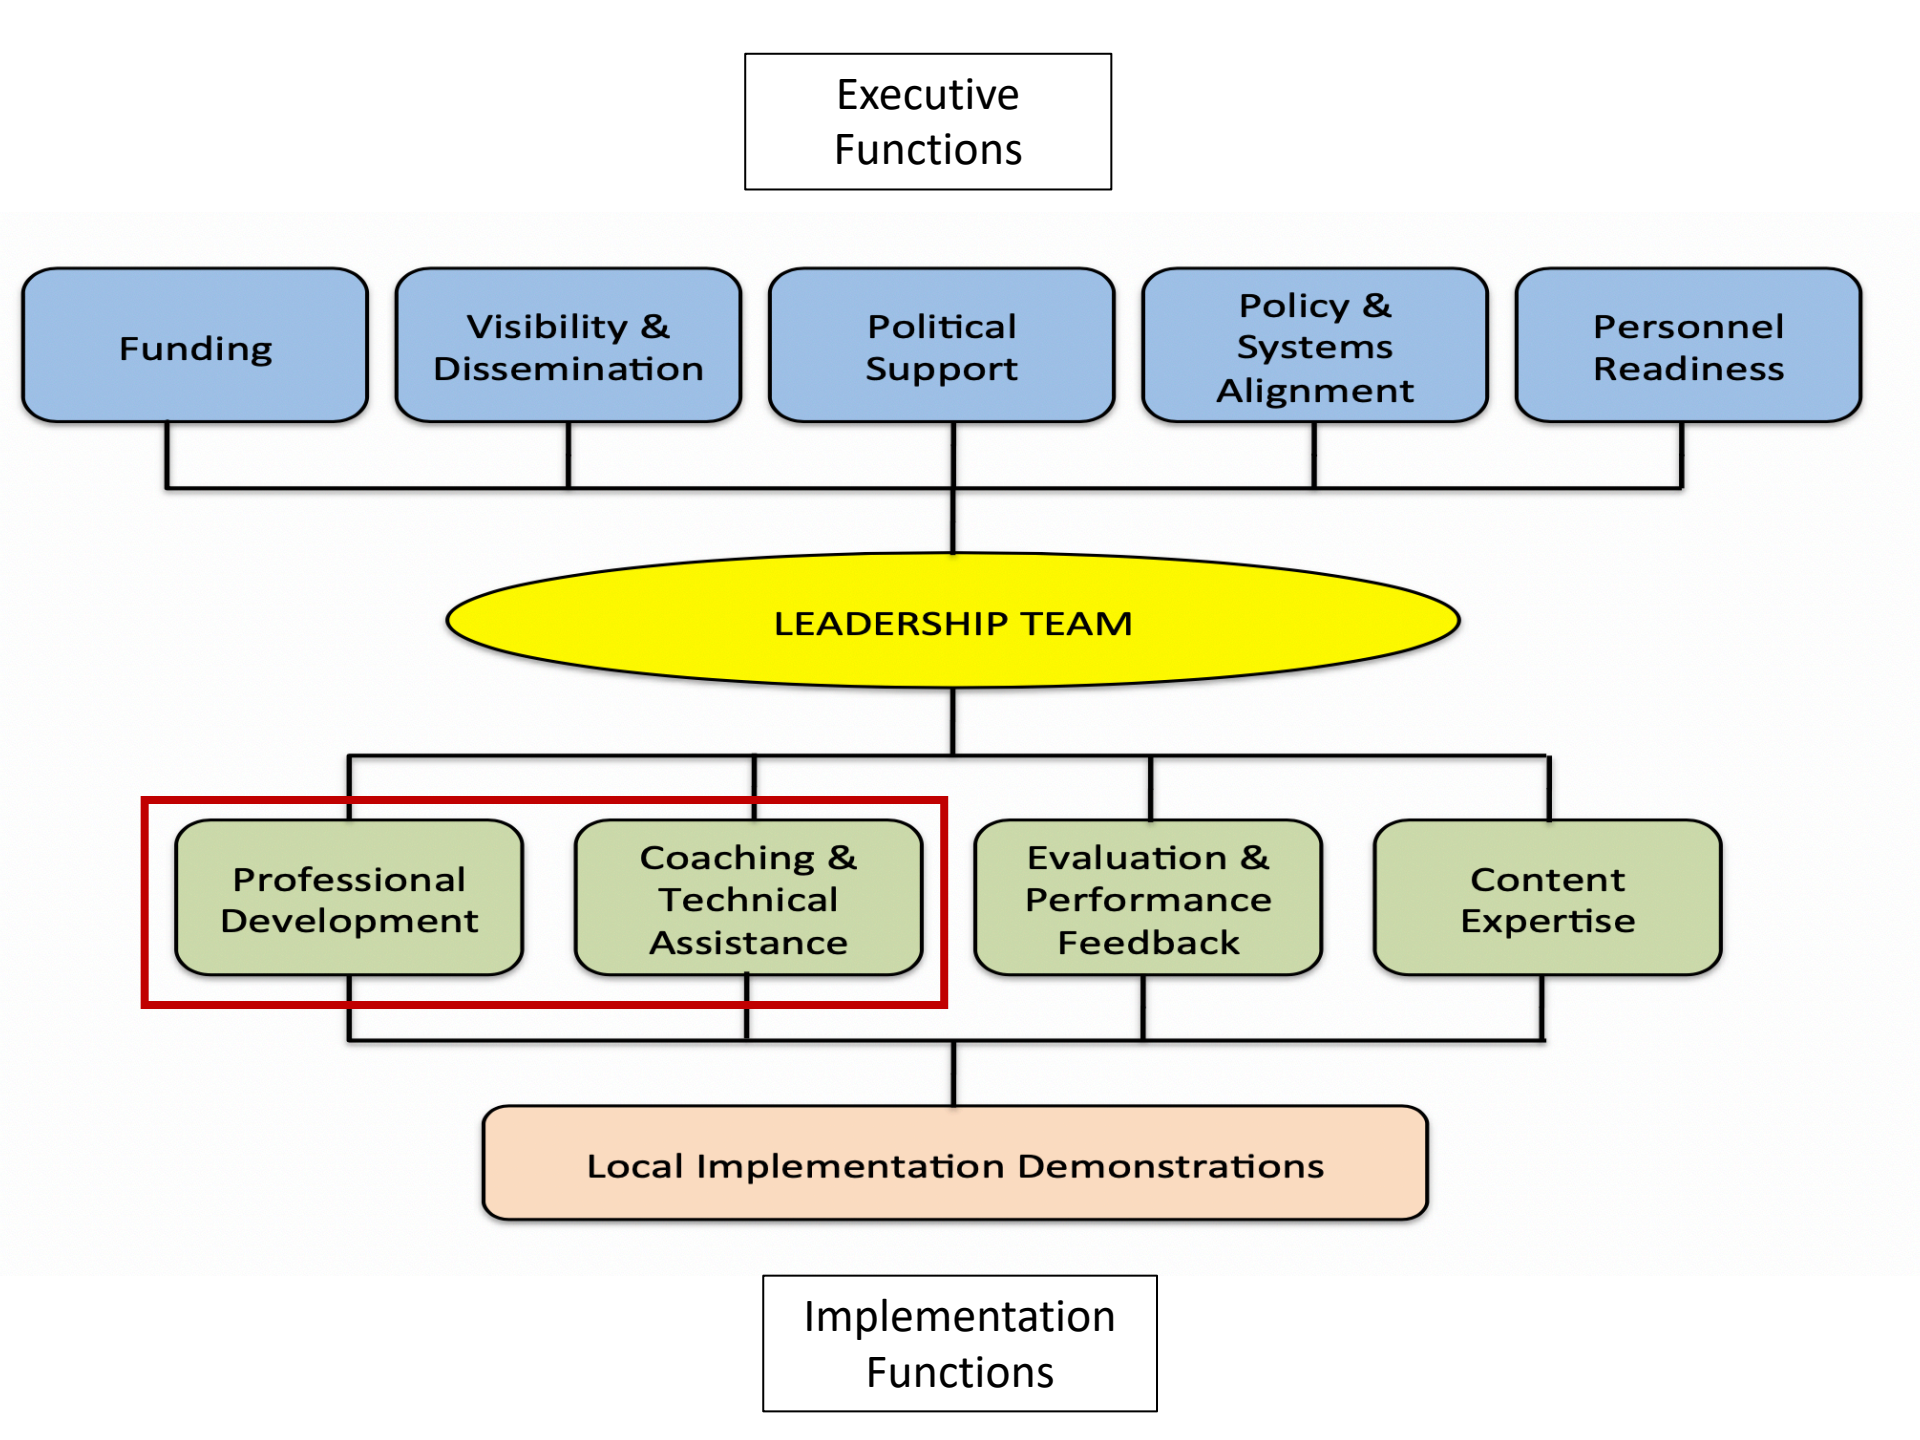 Executive
Functions
Funding
Visibility &
Dissemination
Political
Support
Policy &
Systems
Alignment
Personnel
Readiness
LEADERSHIP TEAM
Professional
Development
Coaching &
Technical
Assistance
Evaluation &
Performance
Feedback
Content
Expertise
Local Implementation Demonstrations
Implementation
Functions